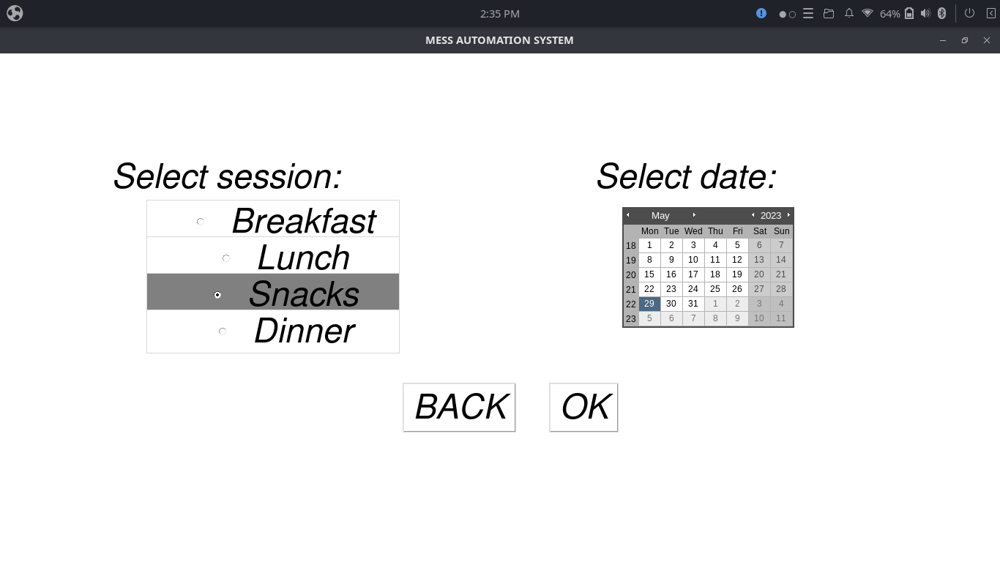 2:35 PM
64%
MESS AUTOMATION SYSTEM
Select session:
Breakfast
Lunch
Snacks
Dinner
Select date:
May 2023
Mon Tue Wed Thu Fri Sat Sun
18 1 2 3 4 5 6 7
19 8 9 10 11 12 13 14
20 15 16 17 18 19 20 21
21 22 23 24 25 26 27 28
22 29 30 31 1 2 3 4
23 5 6 7 8 9 10 11
BACK
OK